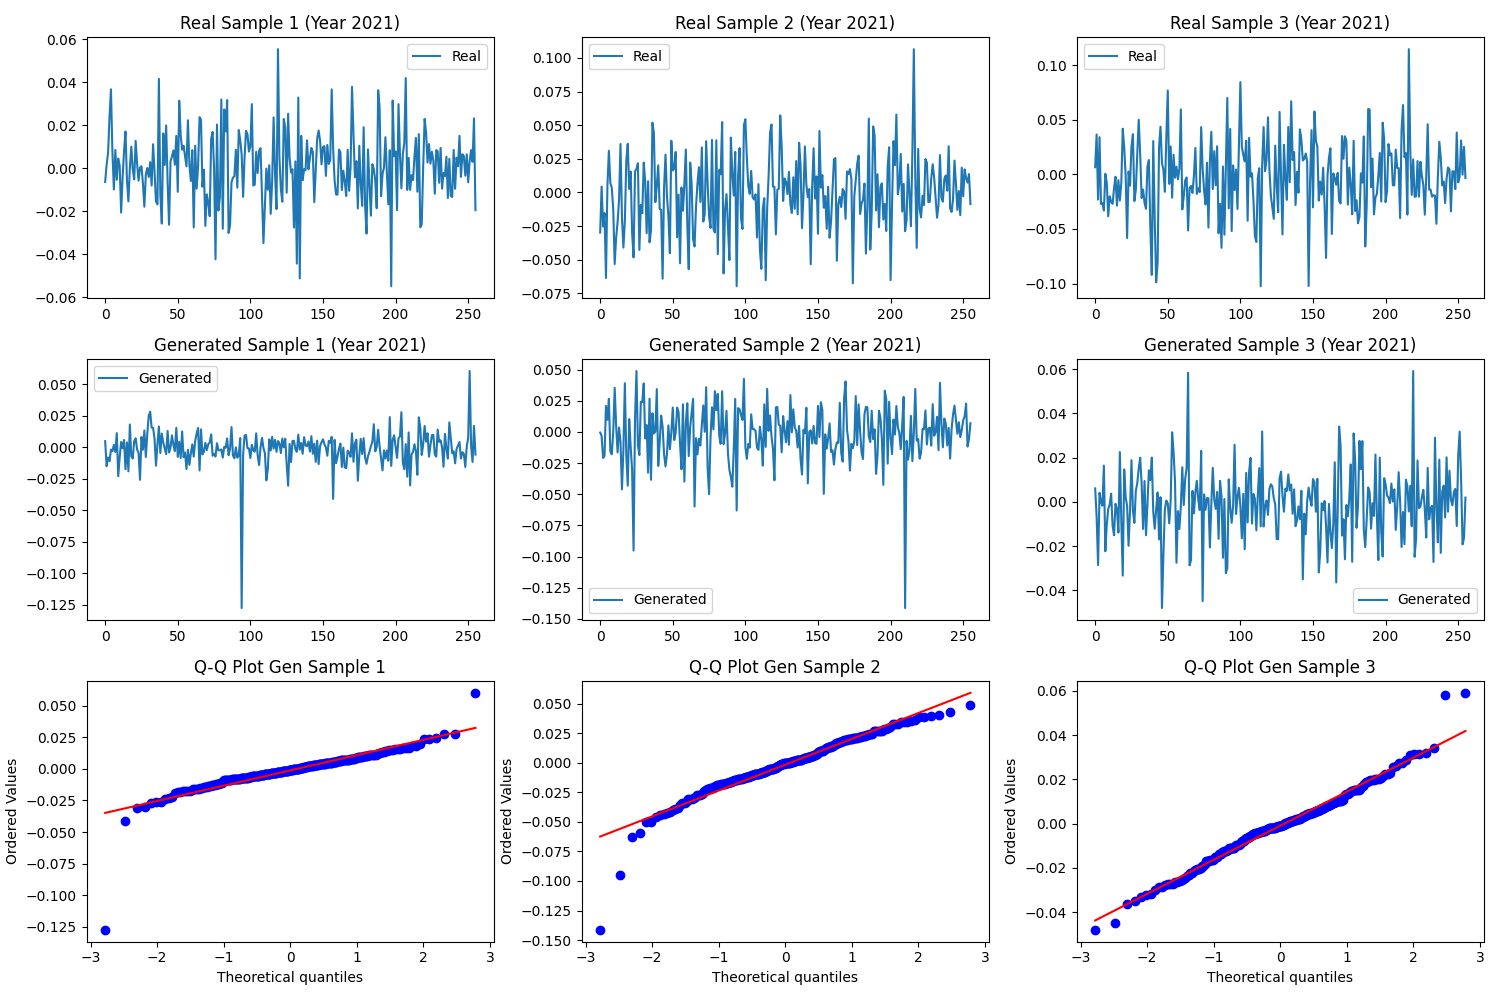 Real Sample 1 (Year 2021)
0.06
0.04
0.02
0.00
−0.02
−0.04
−0.06
0 50 100 150 200 250
Real
Real Sample 2 (Year 2021)
0.100
0.075
0.050
0.025
0.000
−0.025
−0.050
−0.075
0 50 100 150 200 250
Real
Real Sample 3 (Year 2021)
0.10
0.05
0.00
−0.05
−0.10
0 50 100 150 200 250
Real
Generated Sample 1 (Year 2021)
0.050
0.025
0.000
−0.025
−0.050
−0.075
−0.100
−0.125
0 50 100 150 200 250
Generated
Generated Sample 2 (Year 2021)
0.050
0.025
0.000
−0.025
−0.050
−0.075
−0.100
−0.125
−0.150
0 50 100 150 200 250
Generated
Generated Sample 3 (Year 2021)
0.06
0.04
0.02
0.00
−0.02
−0.04
0 50 100 150 200 250
Generated
Q-Q Plot Gen Sample 1
Ordered Values
0.050
0.025
0.000
−0.025
−0.050
−0.075
−0.100
−0.125
−3 −2 −1 0 1 2 3
Theoretical quantiles
Q-Q Plot Gen Sample 2
Ordered Values
0.050
0.025
0.000
−0.025
−0.050
−0.075
−0.100
−0.125
−0.150
−3 −2 −1 0 1 2 3
Theoretical quantiles
Q-Q Plot Gen Sample 3
Ordered Values
0.06
0.04
0.02
0.00
−0.02
−0.04
−3 −2 −1 0 1 2 3
Theoretical quantiles